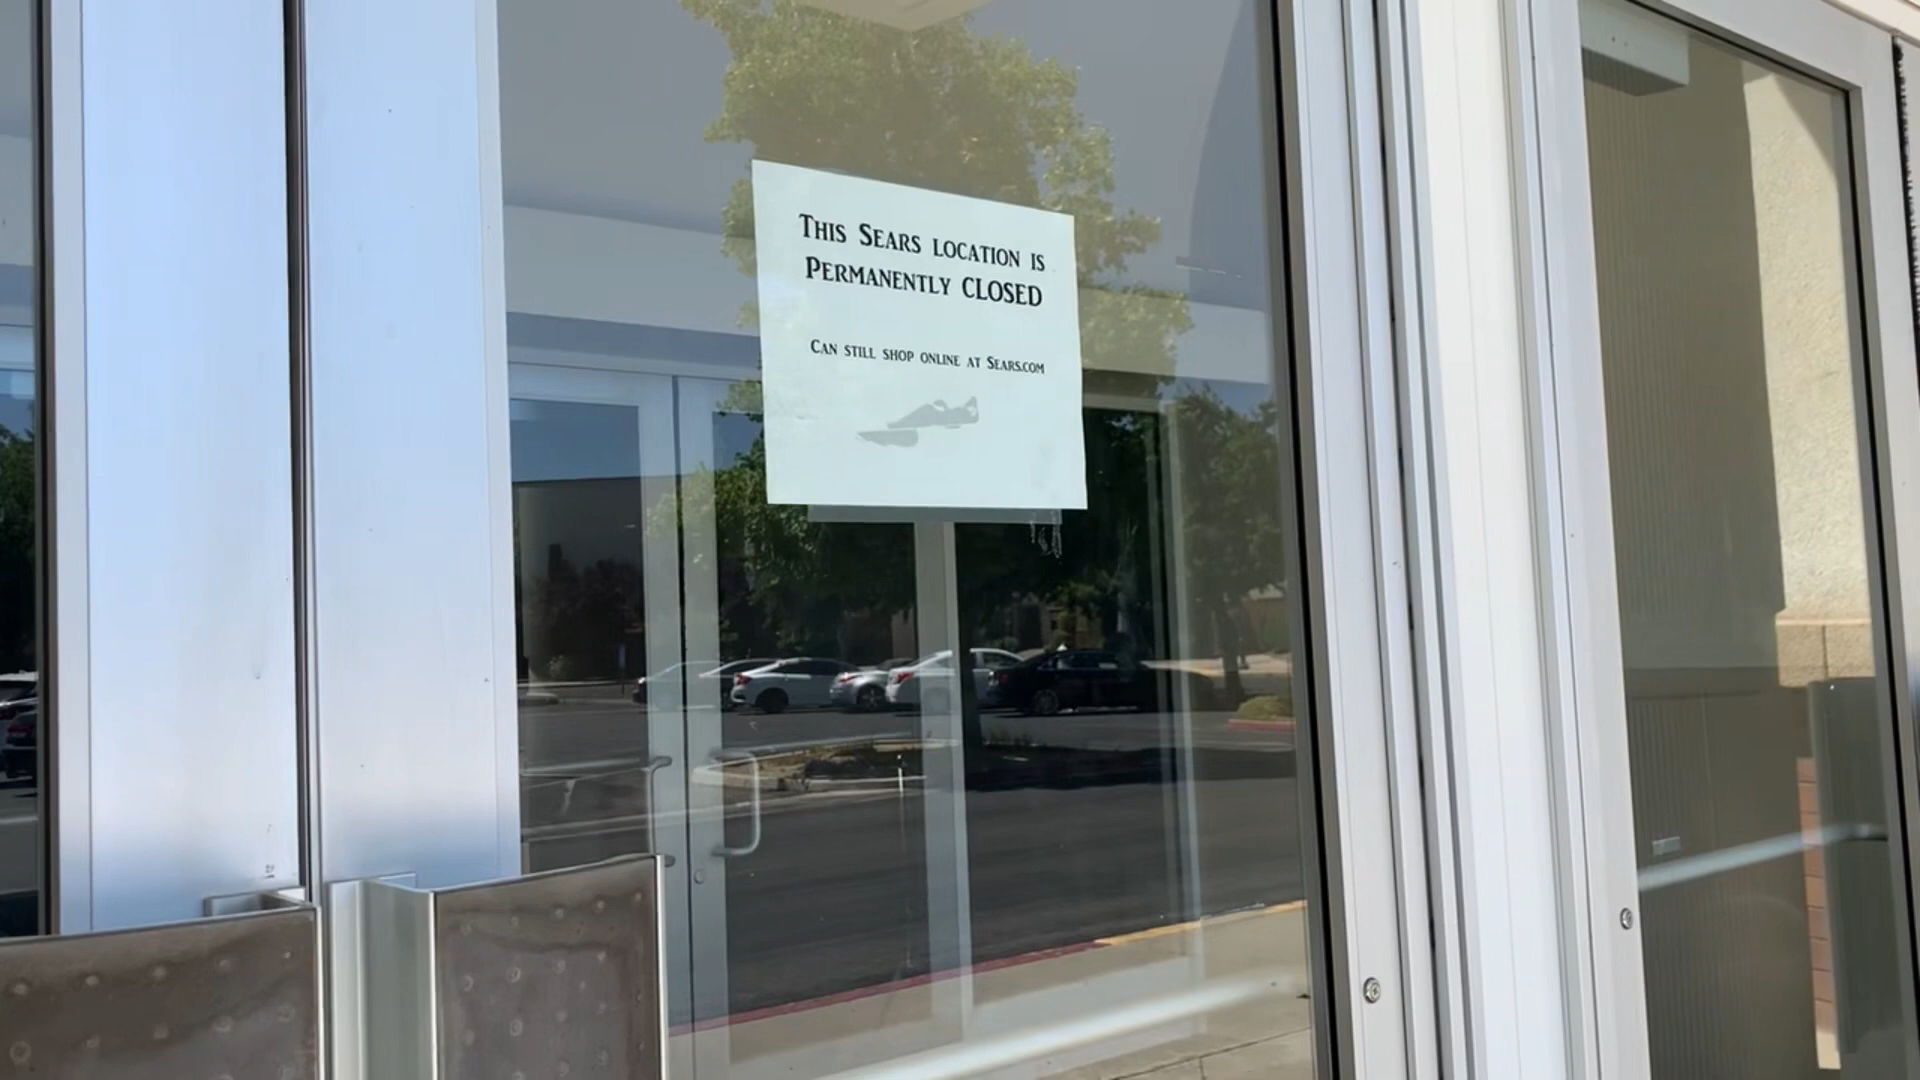 This Sears location is
Permanently CLOSED
Can still shop online at Sears.com